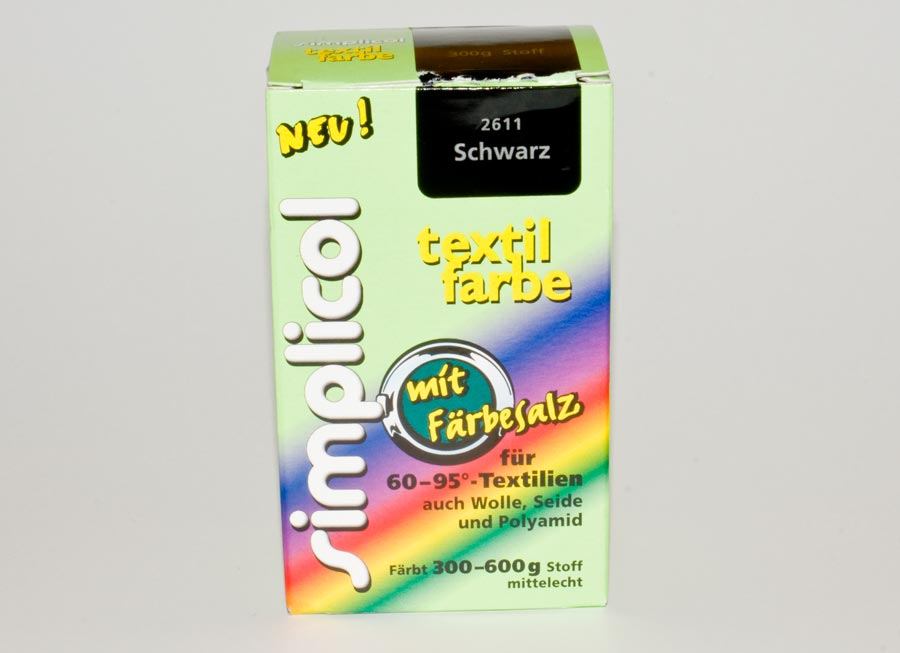 simplicol
textil
farbe
300g Stoff
NEU!
2611
Schwarz
simplicol
textil
farbe
mit
Färbesalz
für
60–95°-Textilien
auch Wolle, Seide
und Polyamid
Färbt 300–600g Stoff
mittelecht